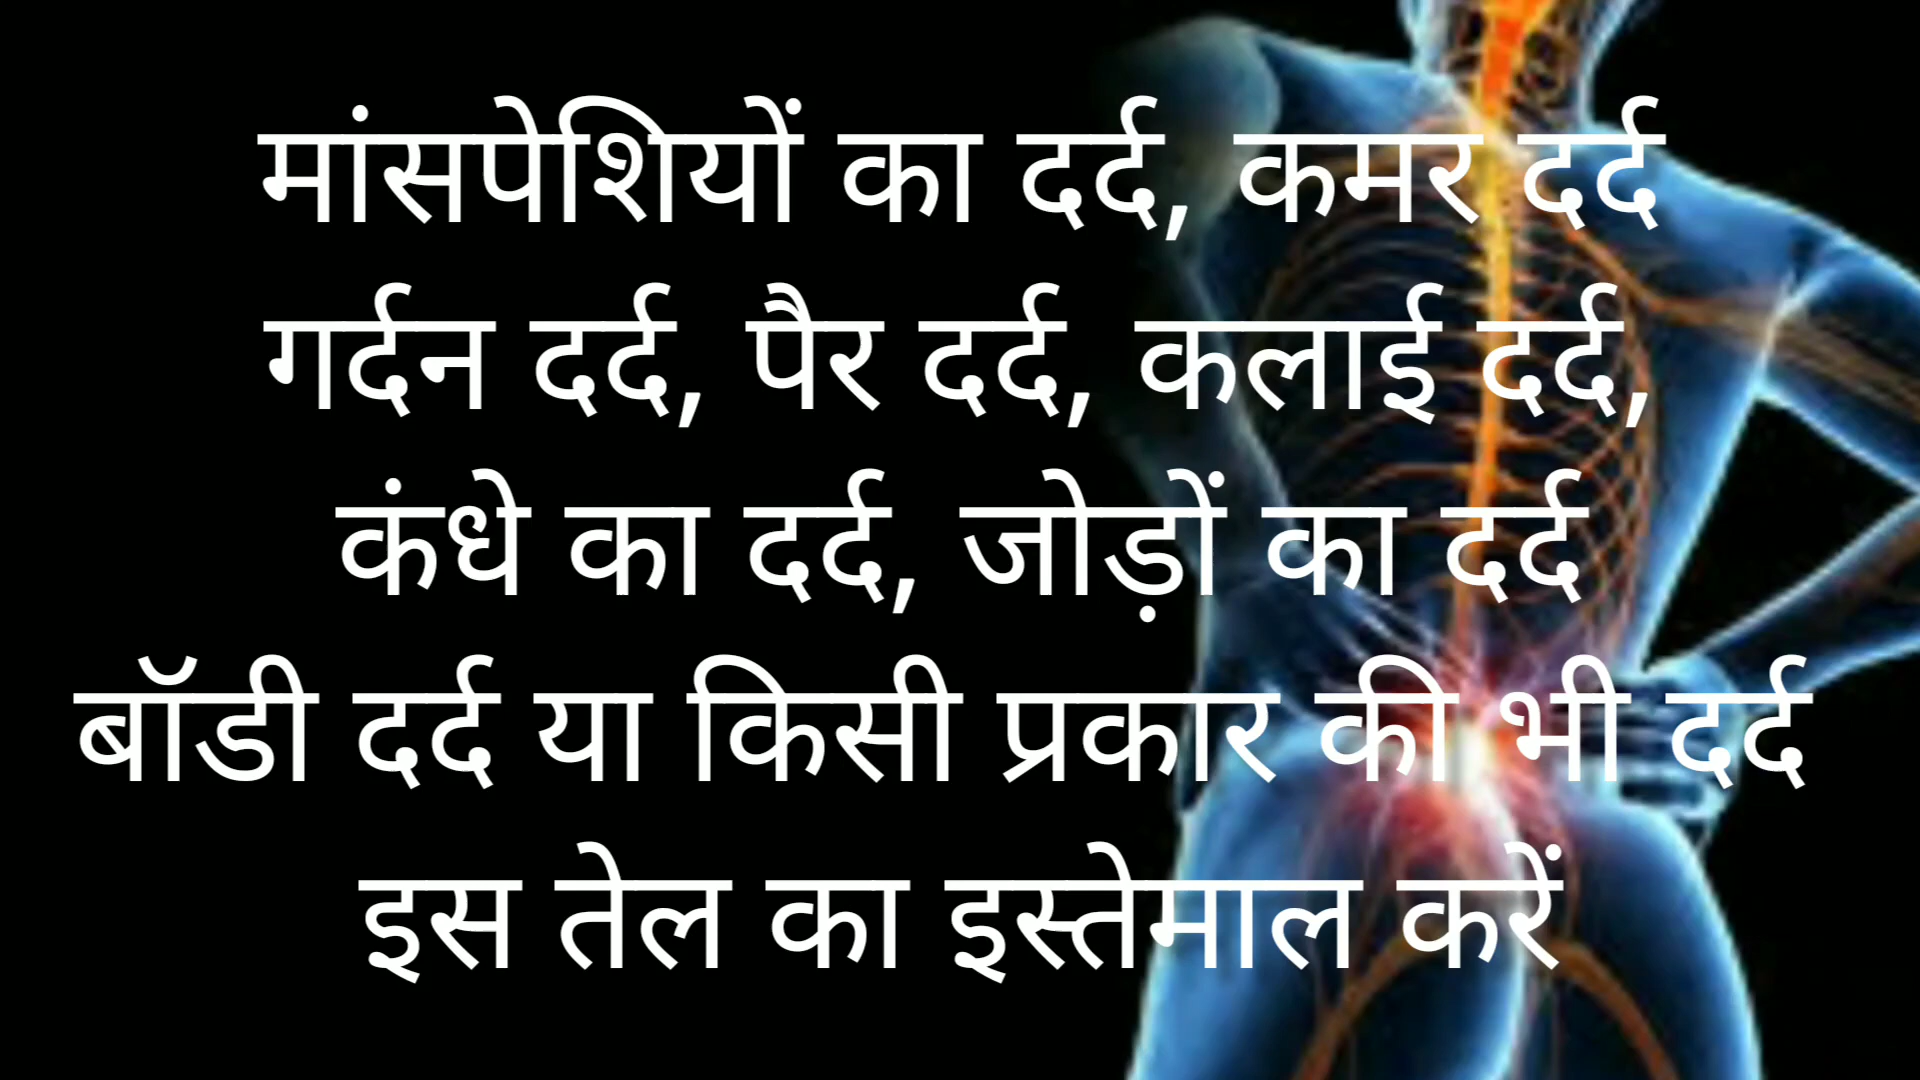 मांसपेशियों का दर्द, कमर दर्द
गर्दन दर्द, पैर दर्द, कलाई दर्द,
कंधे का दर्द, जोड़ों का दर्द
बॉडी दर्द या किसी प्रकार की भी दर्द
इस तेल का इस्तेमाल करें